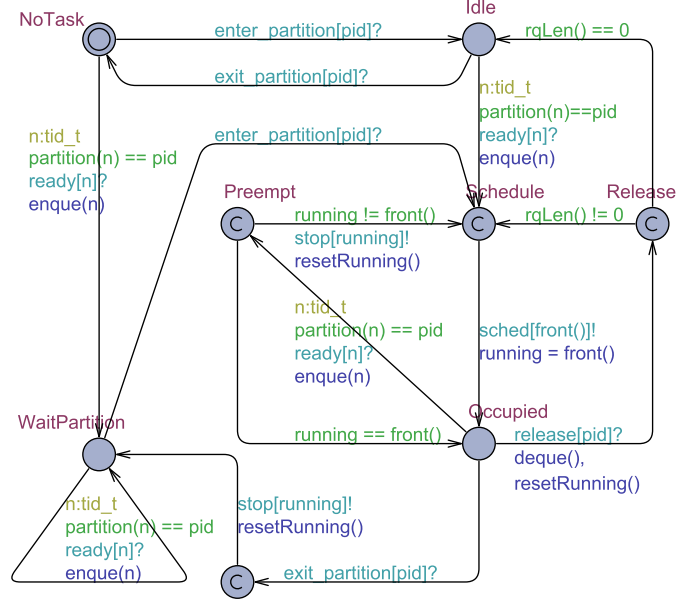 Idle
NoTask
enter_partition[pid]?
rqLen() == 0
exit_partition[pid]?
n:tid_t
partition(n)==pid
ready[n]?
enque(n)
n:tid_t
partition(n) == pid
ready[n]?
enque(n)
enter_partition[pid]?
Preempt
Schedule
Release
running != front()
stop[running]!
resetRunning()
rqLen() != 0
n:tid_t
partition(n) == pid
ready[n]?
enque(n)
sched[front()]!
running = front()
WaitPartition
Occupied
running == front()
release[pid]?
deque(),
resetRunning()
n:tid_t
partition(n) == pid
ready[n]?
enque(n)
stop[running]!
resetRunning()
exit_partition[pid]?
C
C
C
C